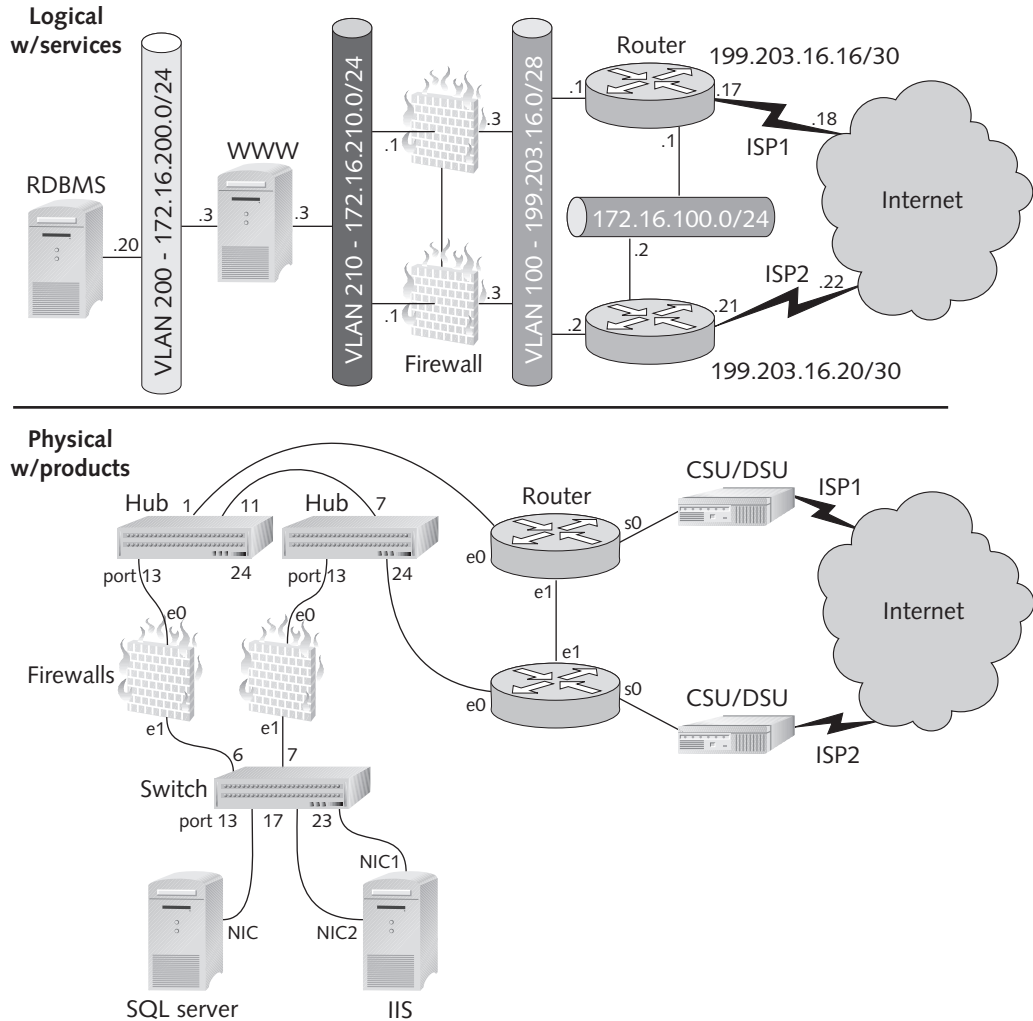 Logical
w/services
RDBMS
.20
VLAN 200 - 172.16.200.0/24
.3
WWW
.3
VLAN 210 - 172.16.210.0/24
.1
.3
.1
.3
Firewall
VLAN 100 - 199.203.16.0/28
.1
.2
Router
199.203.16.16/30
.17
.18
ISP1
.1
172.16.100.0/24
.2
ISP2
.22
.21
199.203.16.20/30
Internet
Physical
w/products
Hub
1
11
Hub
7
port 13
24
port 13
24
e0
e0
Firewalls
e1
e1
6
7
Switch
port 13
17
23
NIC1
NIC
NIC2
SQL server
IIS
Router
e0
s0
e1
e1
e0
s0
CSU/DSU
ISP1
CSU/DSU
ISP2
Internet